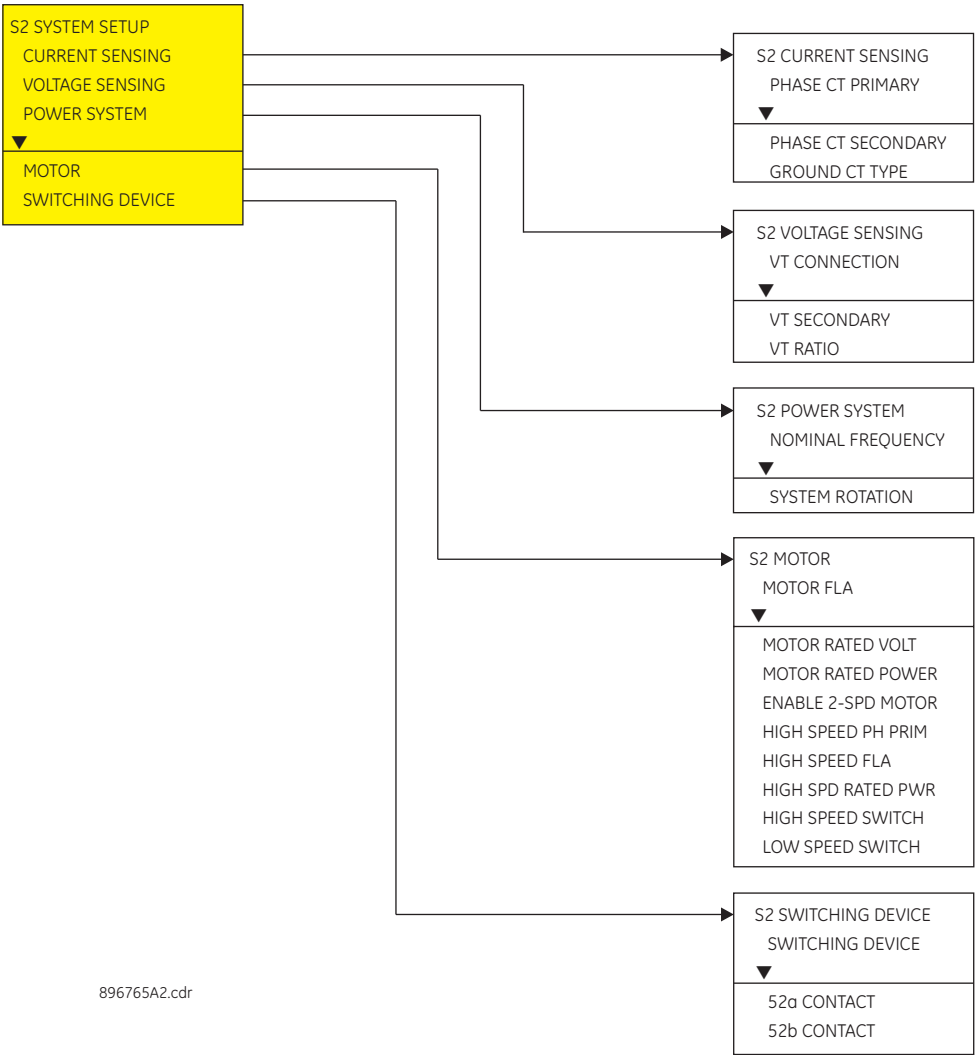 S2 SYSTEM SETUP
CURRENT SENSING
VOLTAGE SENSING
POWER SYSTEM
MOTOR
SWITCHING DEVICE
S2 CURRENT SENSING
PHASE CT PRIMARY
PHASE CT SECONDARY
GROUND CT TYPE
S2 VOLTAGE SENSING
VT CONNECTION
VT SECONDARY
VT RATIO
S2 POWER SYSTEM
NOMINAL FREQUENCY
SYSTEM ROTATION
S2 MOTOR
MOTOR FLA
MOTOR RATED VOLT
MOTOR RATED POWER
ENABLE 2-SPD MOTOR
HIGH SPEED PH PRIM
HIGH SPEED FLA
HIGH SPD RATED PWR
HIGH SPEED SWITCH
LOW SPEED SWITCH
S2 SWITCHING DEVICE
SWITCHING DEVICE
52a CONTACT
52b CONTACT
896765A2.cdr